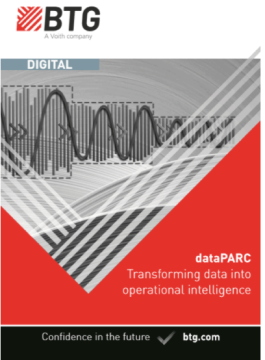 BTG
A Voith company
DIGITAL
dataPARC
Transforming data into
operational intelligence
Confidence in the future
btg.com